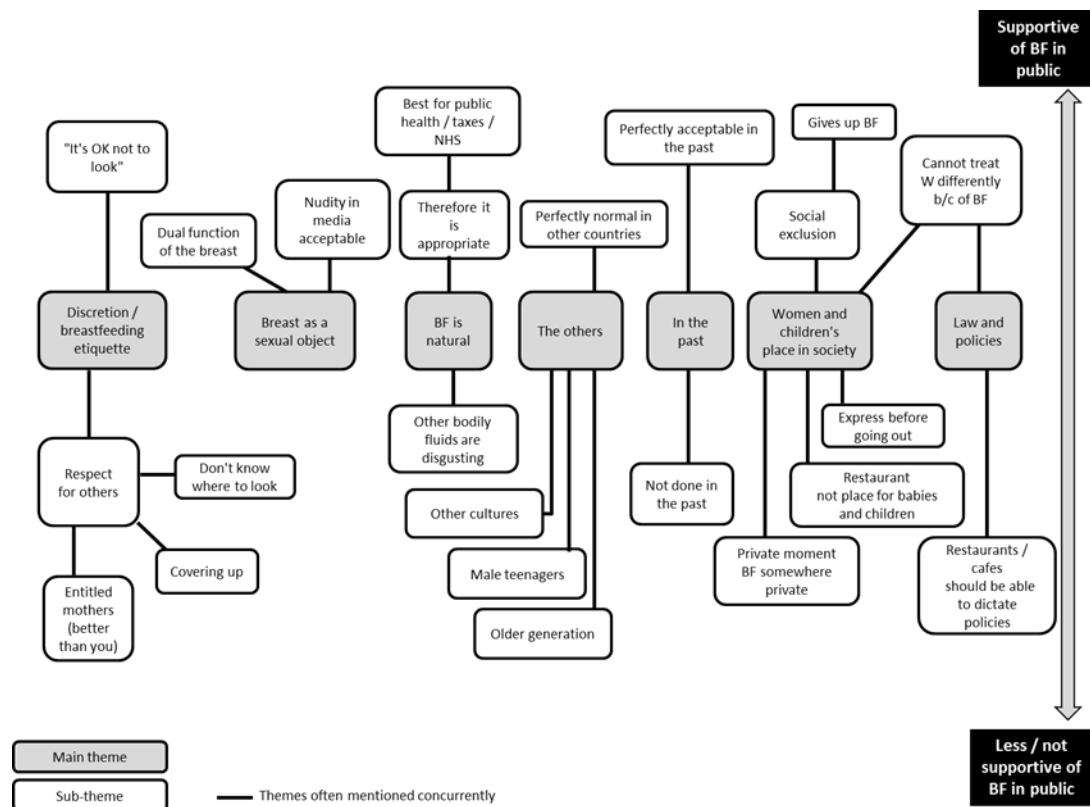 Supportive
of BF in
public
Best for public
health / taxes /
NHS
Perfectly acceptable in
the past
Gives up BF
"It's OK not to
look"
Cannot treat
W differently
b/c of BF
Nudity in
media
acceptable
Therefore it
is
appropriate
Perfectly normal in
other countries
Social
exclusion
Dual function
of the breast
Discretion /
breastfeeding
etiquette
Breast as a
sexual object
BF is
natural
The others
In the
past
Women and
children's
place in society
Law and
policies
Other bodily
fluids are
disgusting
Express before
going out
Respect
for others
Don't know
where to look
Not done in
the past
Restaurant
not place for babies
and children
Other cultures
Covering up
Male teenagers
Private moment
BF somewhere
private
Restaurants /
cafes
should be able
to dictate
policies
Entitled
mothers
(better
than you)
Older generation
Main theme
Sub-theme
Themes often mentioned concurrently
Less / not
supportive of
BF in public